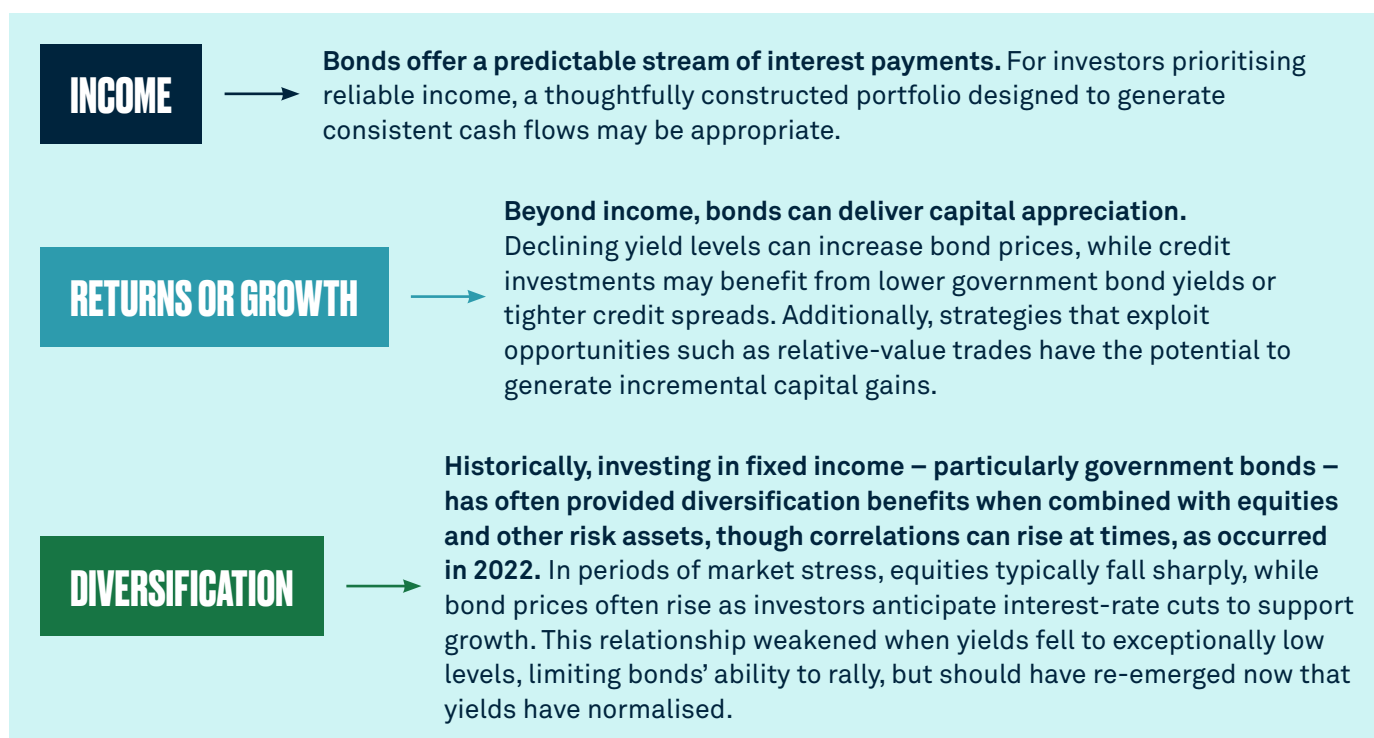 INCOME
Bonds offer a predictable stream of interest payments. For investors prioritising
reliable income, a thoughtfully constructed portfolio designed to generate
consistent cash flows may be appropriate.
RETURNS OR GROWTH
Beyond income, bonds can deliver capital appreciation.
Declining yield levels can increase bond prices, while credit
investments may benefit from lower government bond yields or
tighter credit spreads. Additionally, strategies that exploit
opportunities such as relative-value trades have the potential to
generate incremental capital gains.
DIVERSIFICATION
Historically, investing in fixed income – particularly government bonds –
has often provided diversification benefits when combined with equities
and other risk assets, though correlations can rise at times, as occurred
in 2022. In periods of market stress, equities typically fall sharply, while
bond prices often rise as investors anticipate interest-rate cuts to support
growth. This relationship weakened when yields fell to exceptionally low
levels, limiting bonds’ ability to rally, but should have re-emerged now that
yields have normalised.